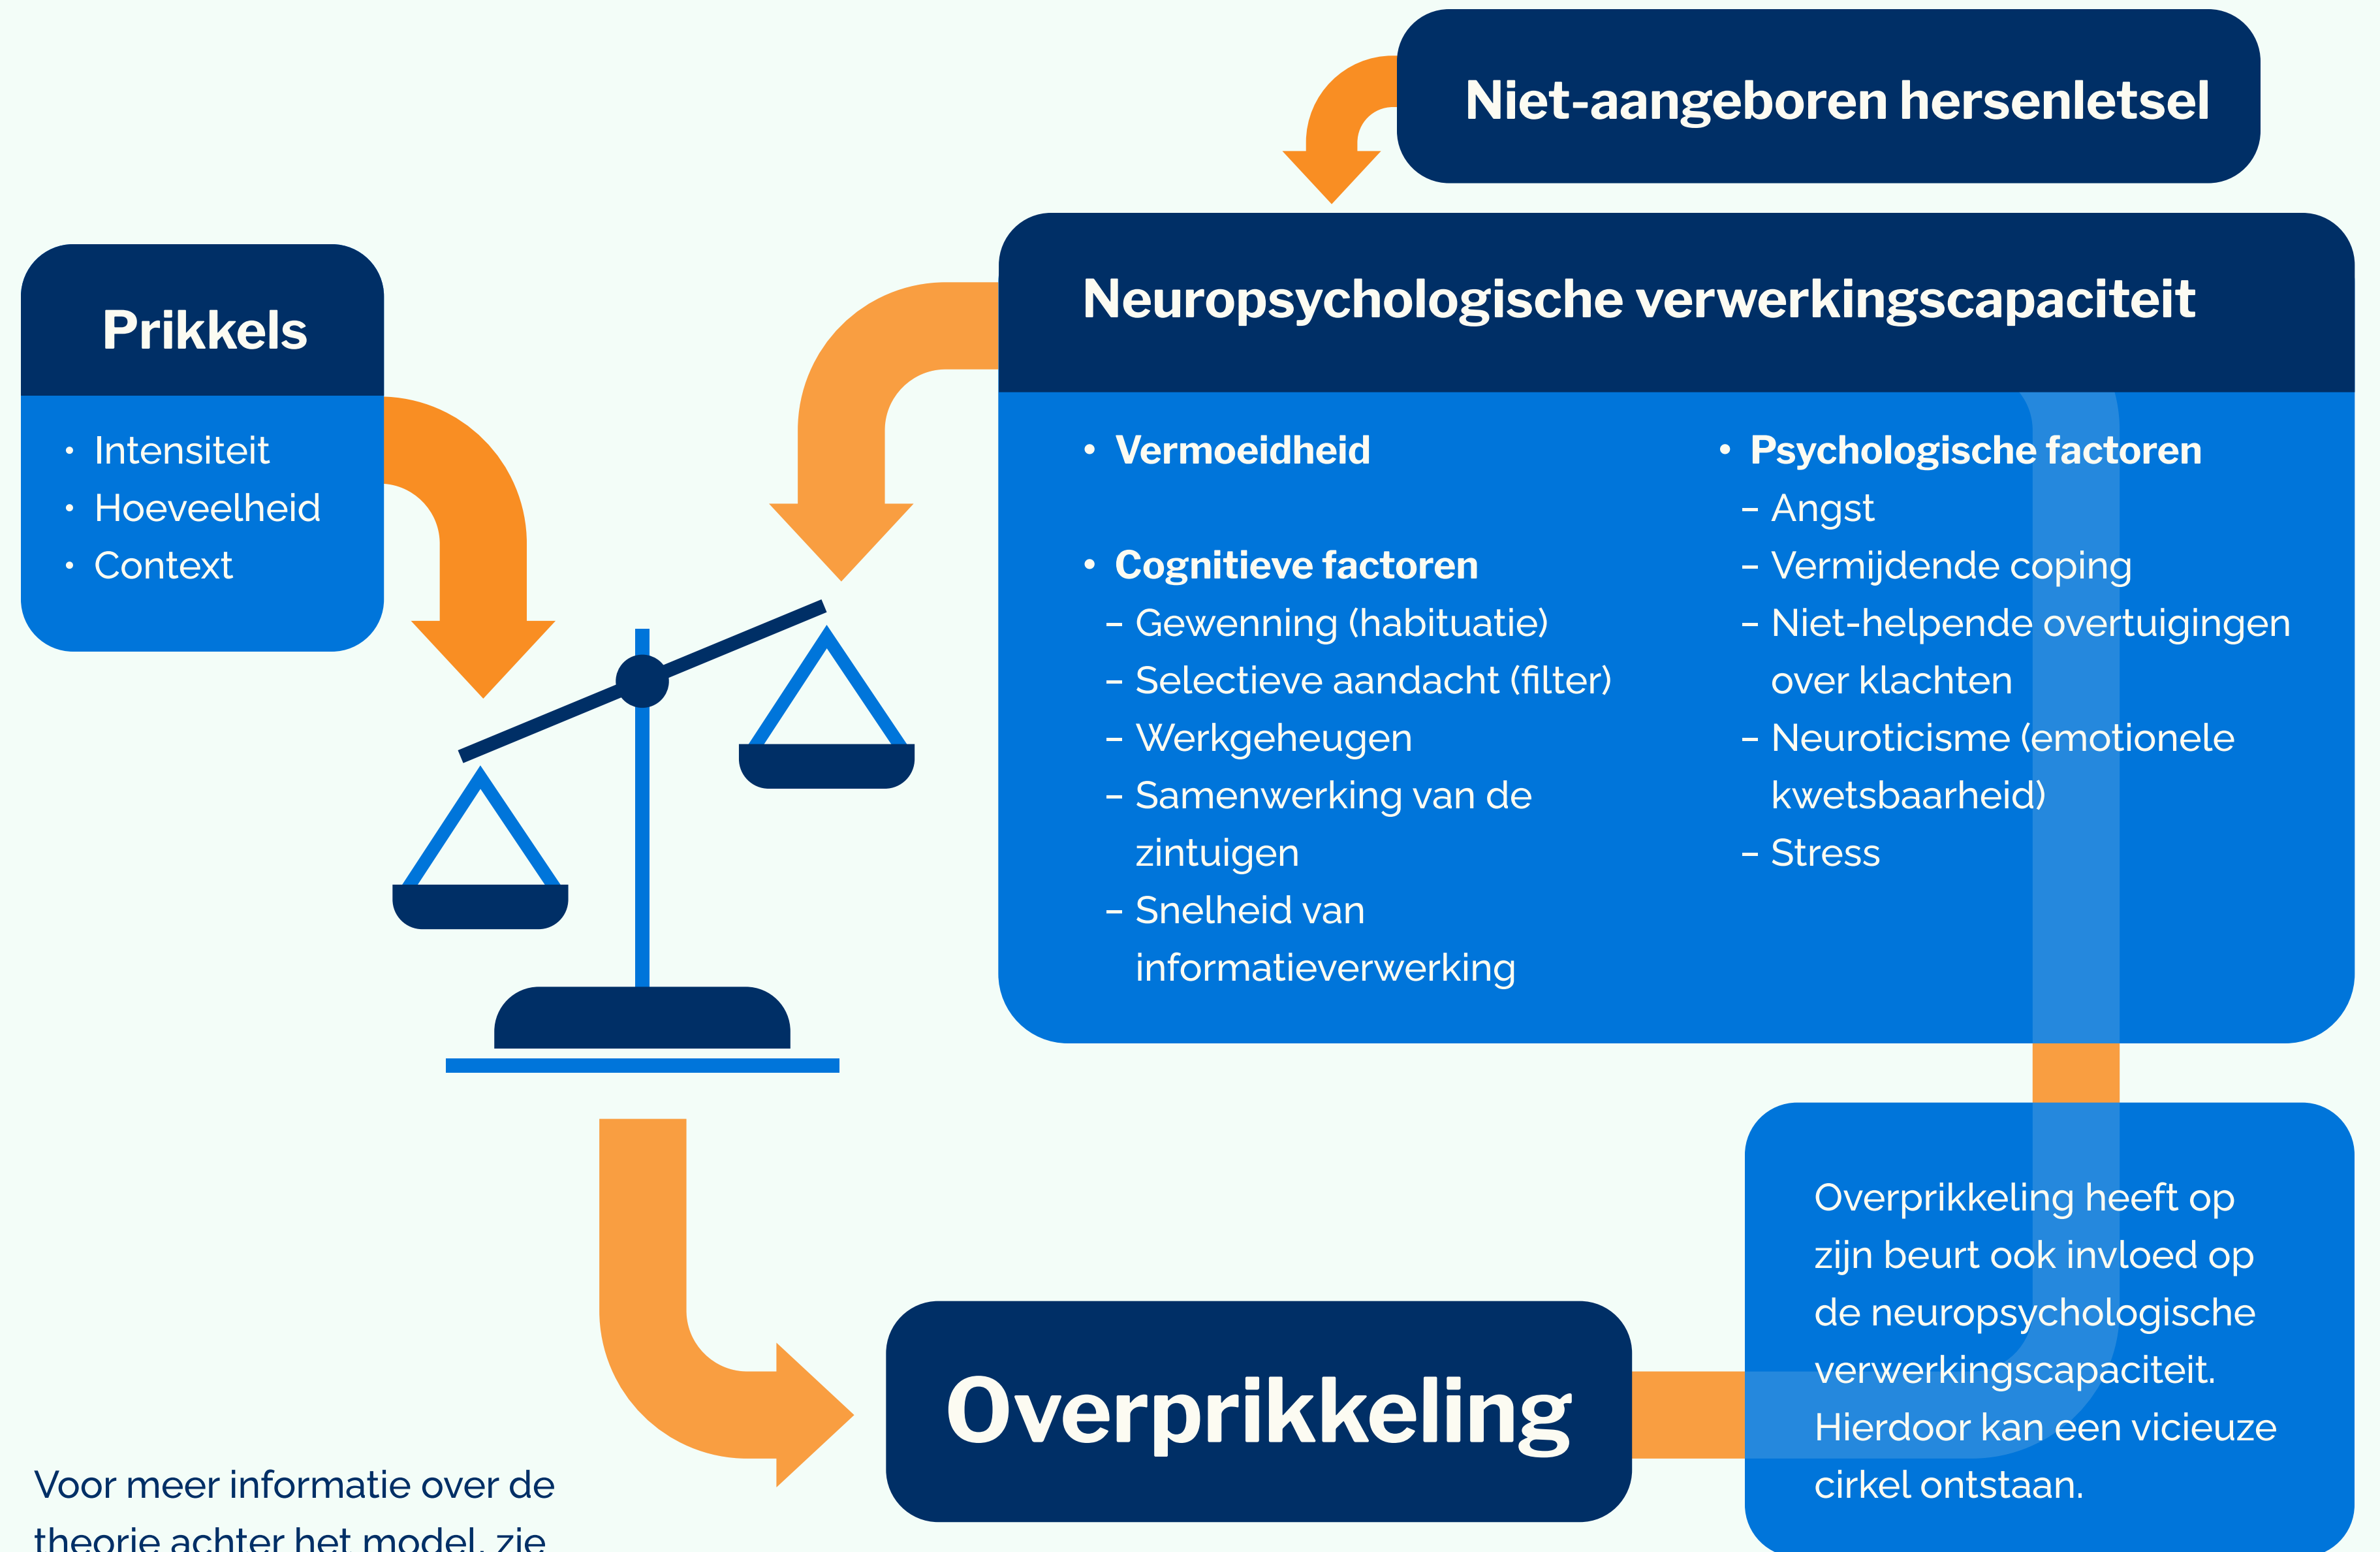 Niet-aangeboren hersenletsel
Prikkels
• Intensiteit
• Hoeveelheid
• Context
Neuropsychologische verwerkingscapaciteit
• Vermoeidheid
• Cognitieve factoren
– Gewenning (habituatie)
– Selectieve aandacht (filter)
– Werkgeheugen
– Samenwerking van de
zintuigen
– Snelheid van
informatieverwerking
• Psychologische factoren
– Angst
– Vermijdende coping
– Niet-helpende overtuigingen
over klachten
– Neuroticisme (emotionele
kwetsbaarheid)
– Stress
Overprikkeling
Overprikkeling heeft op
zijn beurt ook invloed op
de neuropsychologische
verwerkingscapaciteit.
Hierdoor kan een vicieuze
cirkel ontstaan.
Voor meer informatie over de
theorie achter het model, zie